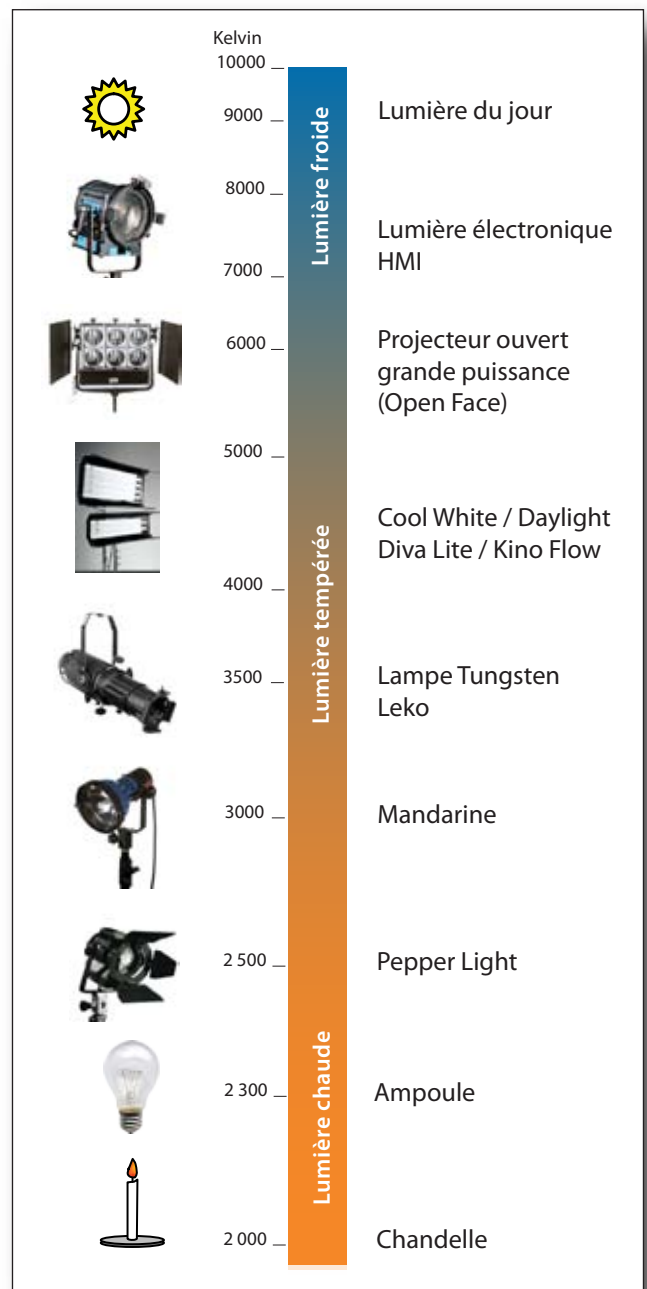 Kelvin
10000
9000
Lumière du jour
8000
Lumière froide
Lumière électronique
HMI
7000
6000
Projecteur ouvert
grande puissance
(Open Face)
5000
Cool White / Daylight
Diva Lite / Kino Flow
4000
Lumière tempérée
3500
Lampe Tungsten
Leko
3000
Mandarine
2 500
Pepper Light
Lumière chaude
2 300
Ampoule
2 000
Chandelle